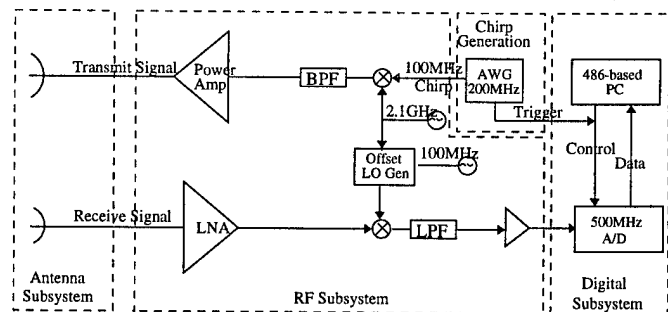 Chirp
Generation
Transmit Signal
Power
Amp
BPF
100MHz
Chirp
AWG
200MHz
486-based
PC
Trigger
2.1GHz
Control
Data
Offset
LO Gen
100MHz
Receive Signal
LNA
LPF
500MHz
A/D
Antenna
Subsystem
RF Subsystem
Digital
Subsystem